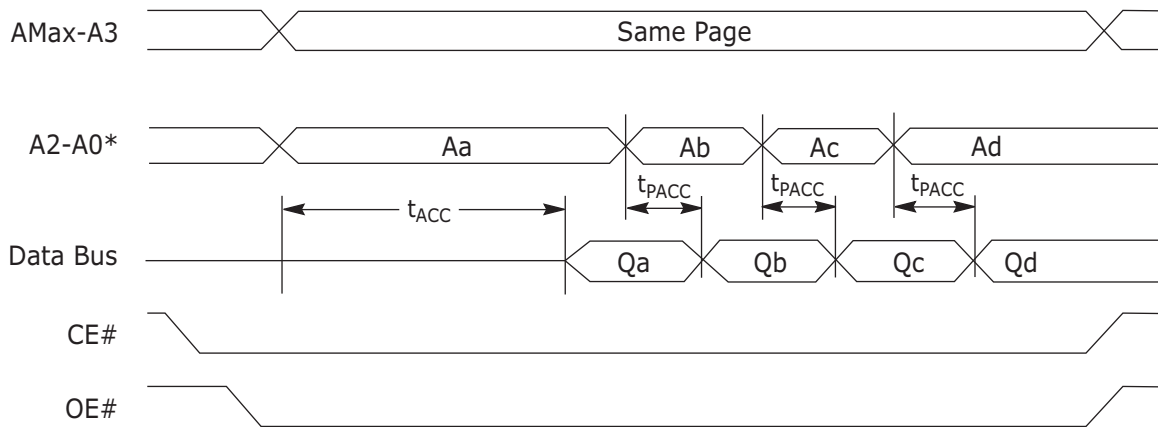 AMax-A3
Same Page
A2-A0*
Aa
Ab
Ac
Ad
tACC
tPACC
tPACC
tPACC
Data Bus
Qa
Qb
Qc
Qd
CE#
OE#